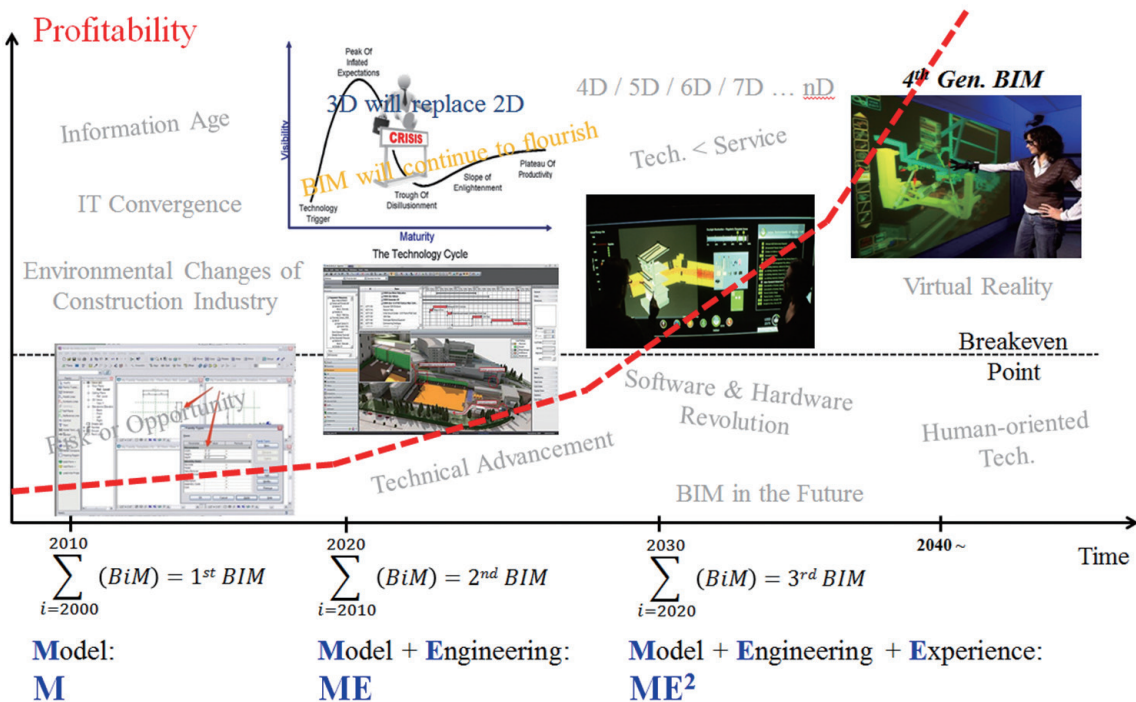 Profitability
Information Age
IT Convergence
Environmental Changes of
Construction Industry
Risk or Opportunity
Visibility
Peak Of
Inflated
Expectations
3D will replace 2D
CRISIS
BIM will continue to flourish
Technology
Trigger
Trough Of
Disillusionment
Slope of
Enlightenment
Plateau Of
Productivity
Maturity
The Technology Cycle
Technical Advancement
4D / 5D / 6D / 7D … nD
Tech. < Service
4th Gen. BIM
Virtual Reality
Breakeven
Point
Software & Hardware
Revolution
Human-oriented
Tech.
BIM in the Future
2010
2020
2030
2040 ~
Time
∑ (BiM) = 1st BIM
i=2000
∑ (BiM) = 2nd BIM
i=2010
∑ (BiM) = 3rd BIM
i=2020
Model:
M
Model + Engineering:
ME
Model + Engineering + Experience:
ME²